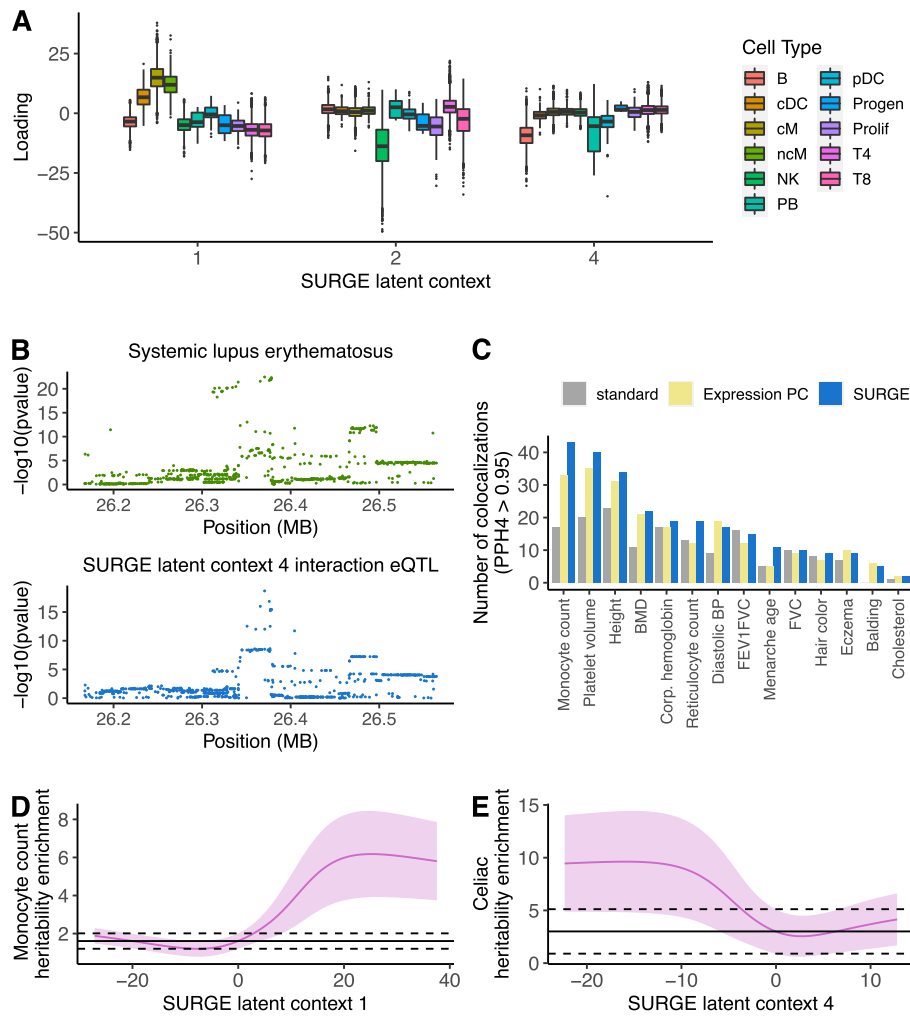 A
25
0
−25
−50
Loading
1
2
4
SURGE latent context
Cell Type
B
cDC
cM
ncM
NK
PB
pDC
Progen
Prolif
T4
T8
B
Systemic lupus erythematosus
20
15
10
5
0
−log10(pvalue)
26.2
26.3
26.4
26.5
Position (MB)
SURGE latent context 4 interaction eQTL
15
10
5
0
−log10(pvalue)
26.2
26.3
26.4
26.5
Position (MB)
C
standard
Expression PC
SURGE
40
30
20
10
0
Number of colocalizations
(PPH4 > 0.95)
Monocyte count
Platelet volume
Height
BMD
Corp. hemoglobin
Reticulocyte count
Diastolic BP
FEV1FVC
Menarche age
FVC
Hair color
Eczema
Balding
Cholesterol
D
8
6
4
2
Monocyte count
heritability enrichment
−20
0
20
40
SURGE latent context 1
E
15
10
5
0
Celiac
heritability enrichment
−20
−10
0
10
SURGE latent context 4